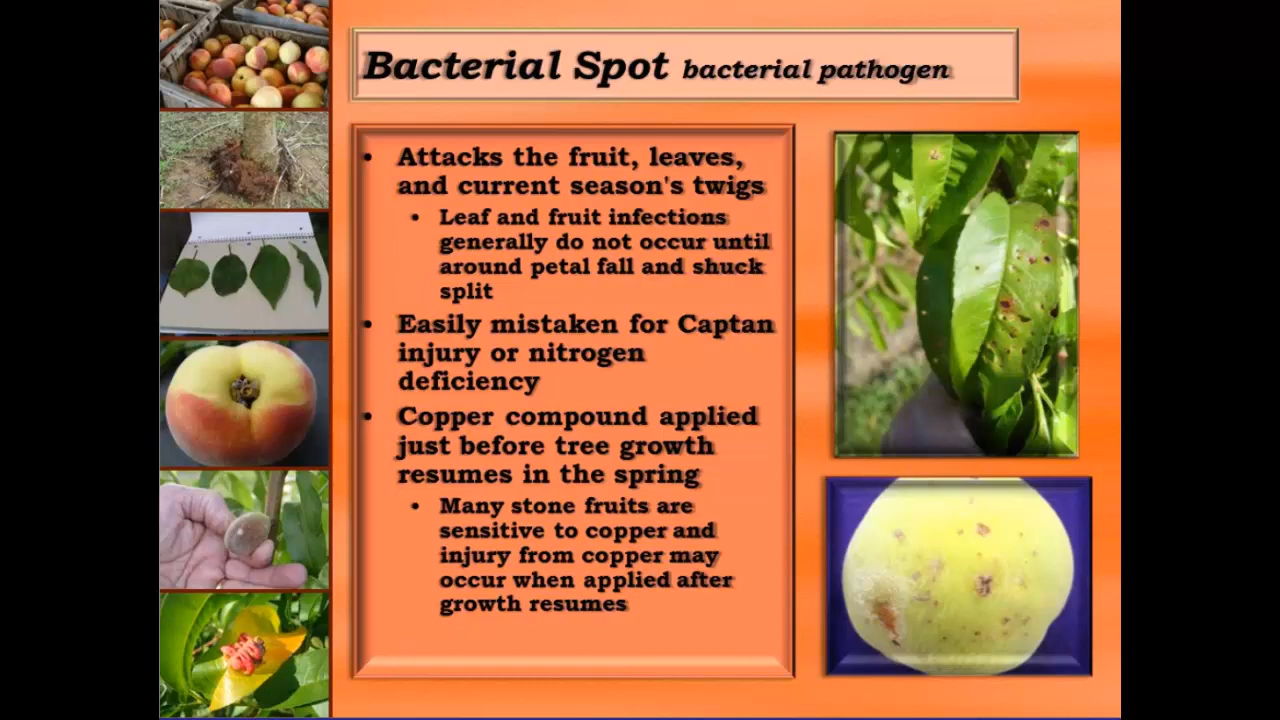 Bacterial Spot bacterial pathogen
• Attacks the fruit, leaves,
and current season's twigs
• Leaf and fruit infections
generally do not occur until
around petal fall and shuck
split
• Easily mistaken for Captan
injury or nitrogen
deficiency
• Copper compound applied
just before tree growth
resumes in the spring
• Many stone fruits are
sensitive to copper and
injury from copper may
occur when applied after
growth resumes